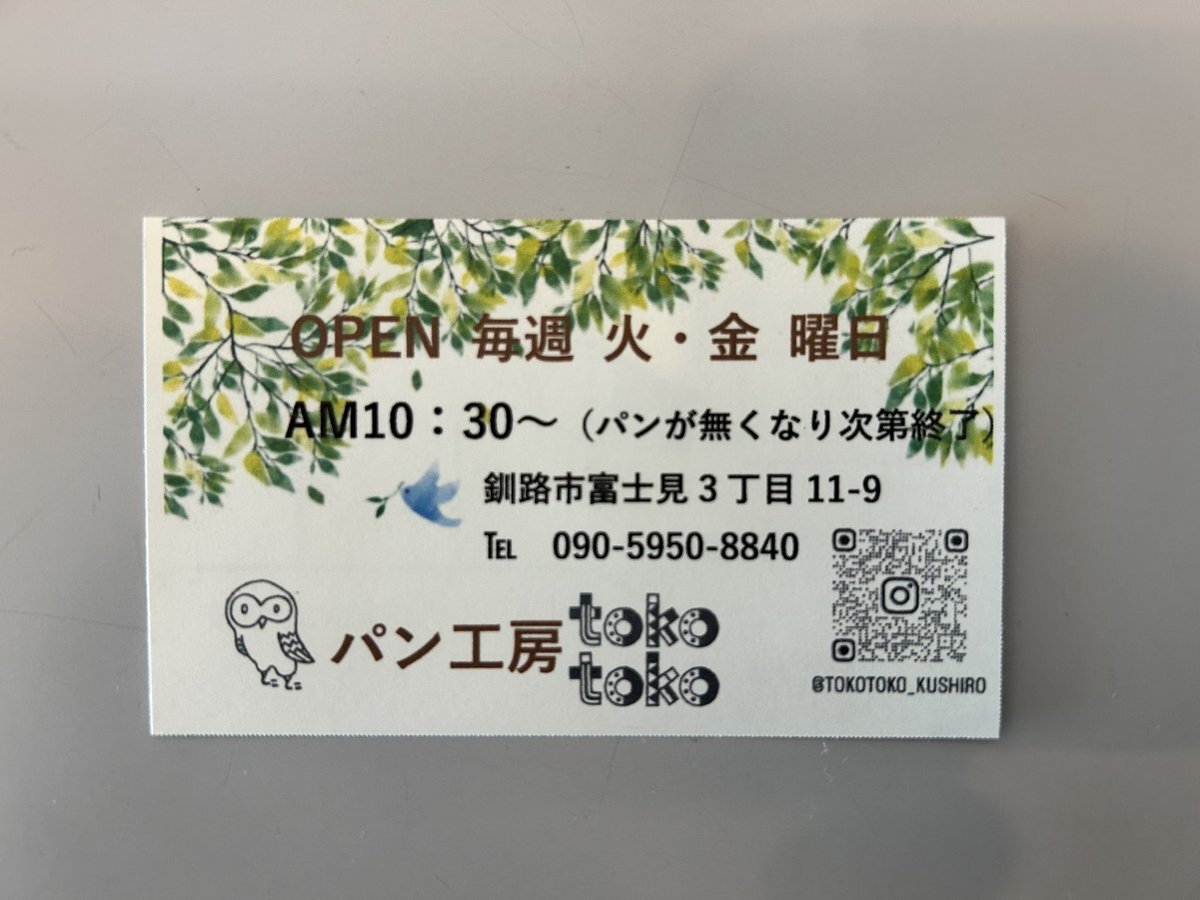 OPEN 毎週 火・金 曜日
AM10：30～（パンが無くなり次第終了）
釧路市富士見3丁目11-9
TEL 090-5950-8840
パン工房
toko
toko
@TOKOTOKO_KUSHIRO